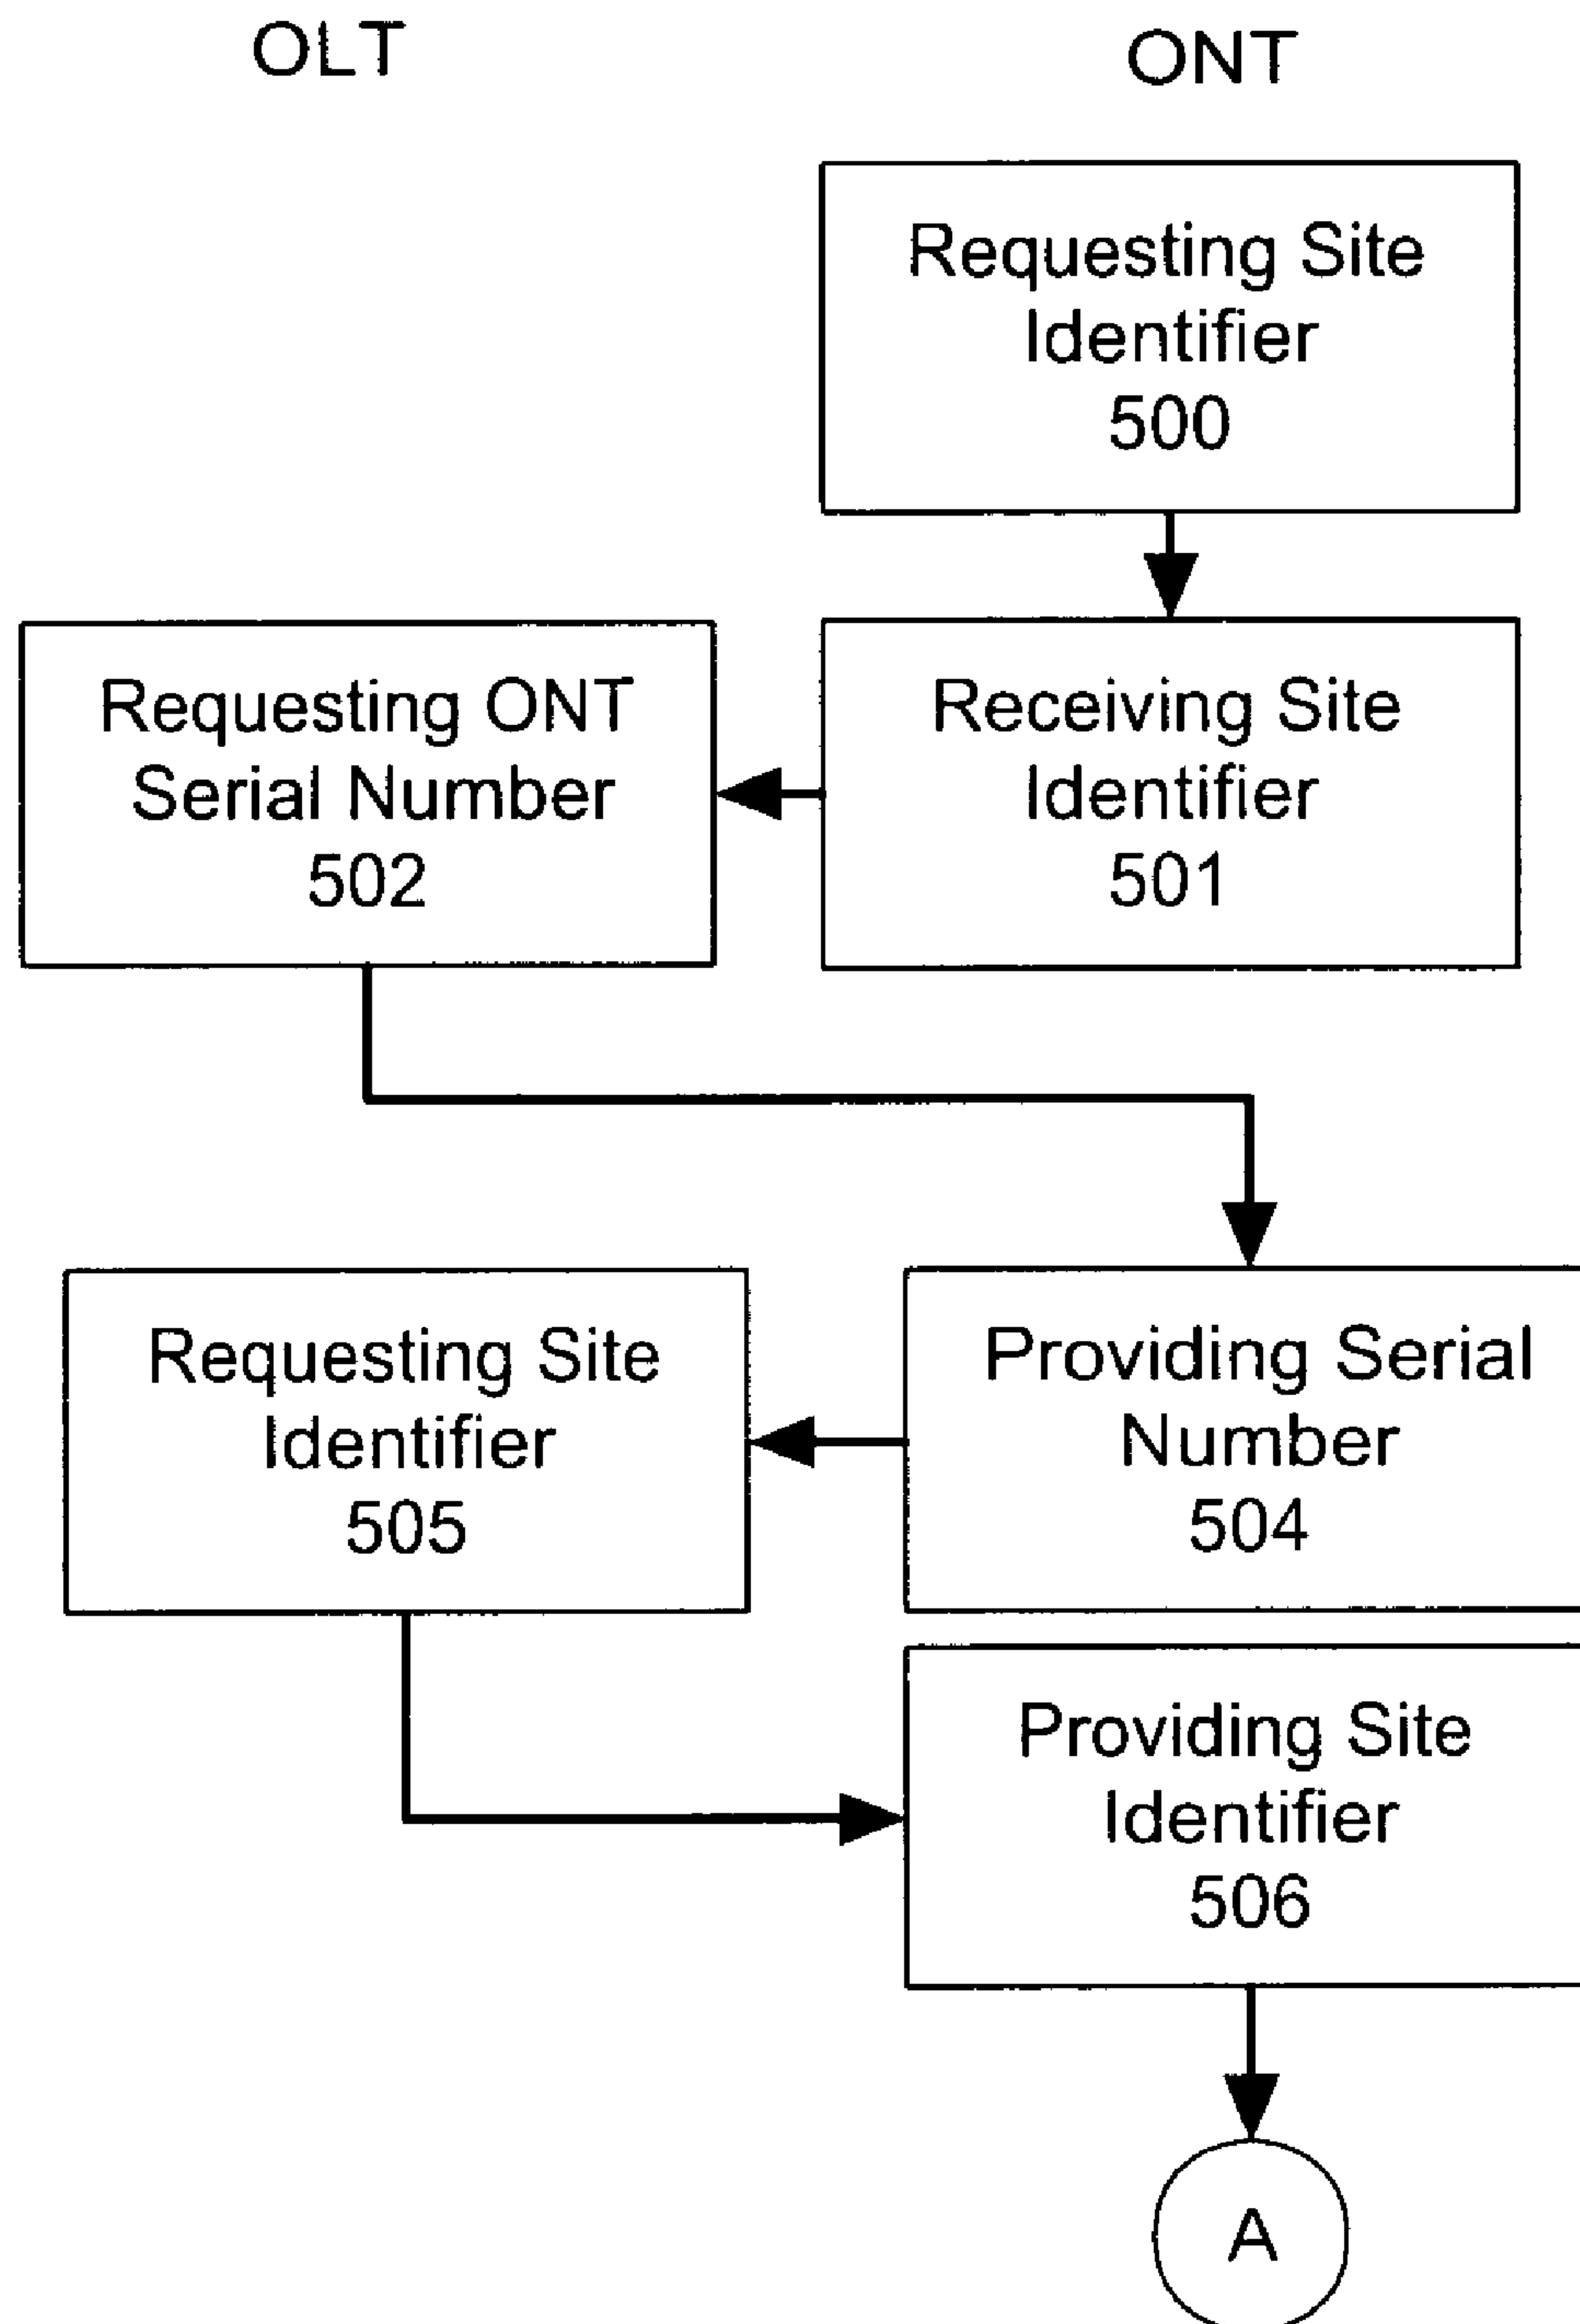 OLT
ONT
Requesting Site
Identifier
500
Requesting ONT
Serial Number
502
Receiving Site
Identifier
501
Requesting Site
Identifier
505
Providing Serial
Number
504
Providing Site
Identifier
506
A